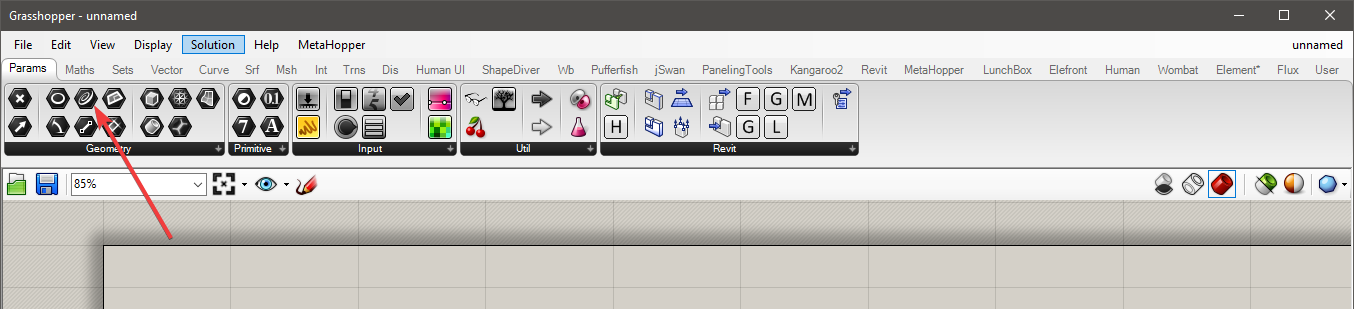 Grasshopper - unnamed
File Edit View Display Solution Help MetaHopper unnamed
Params Maths Sets Vector Curve Srf Msh Int Trns Dis Human UI ShapeDiver Wb Pufferfish jSwan PanelingTools Kangaroo2 Revit MetaHopper LunchBox Elefront Human Wombat Element* Flux User
0.1 F G M
7 A H G L
Geometry Primitive Input Util Revit
85%